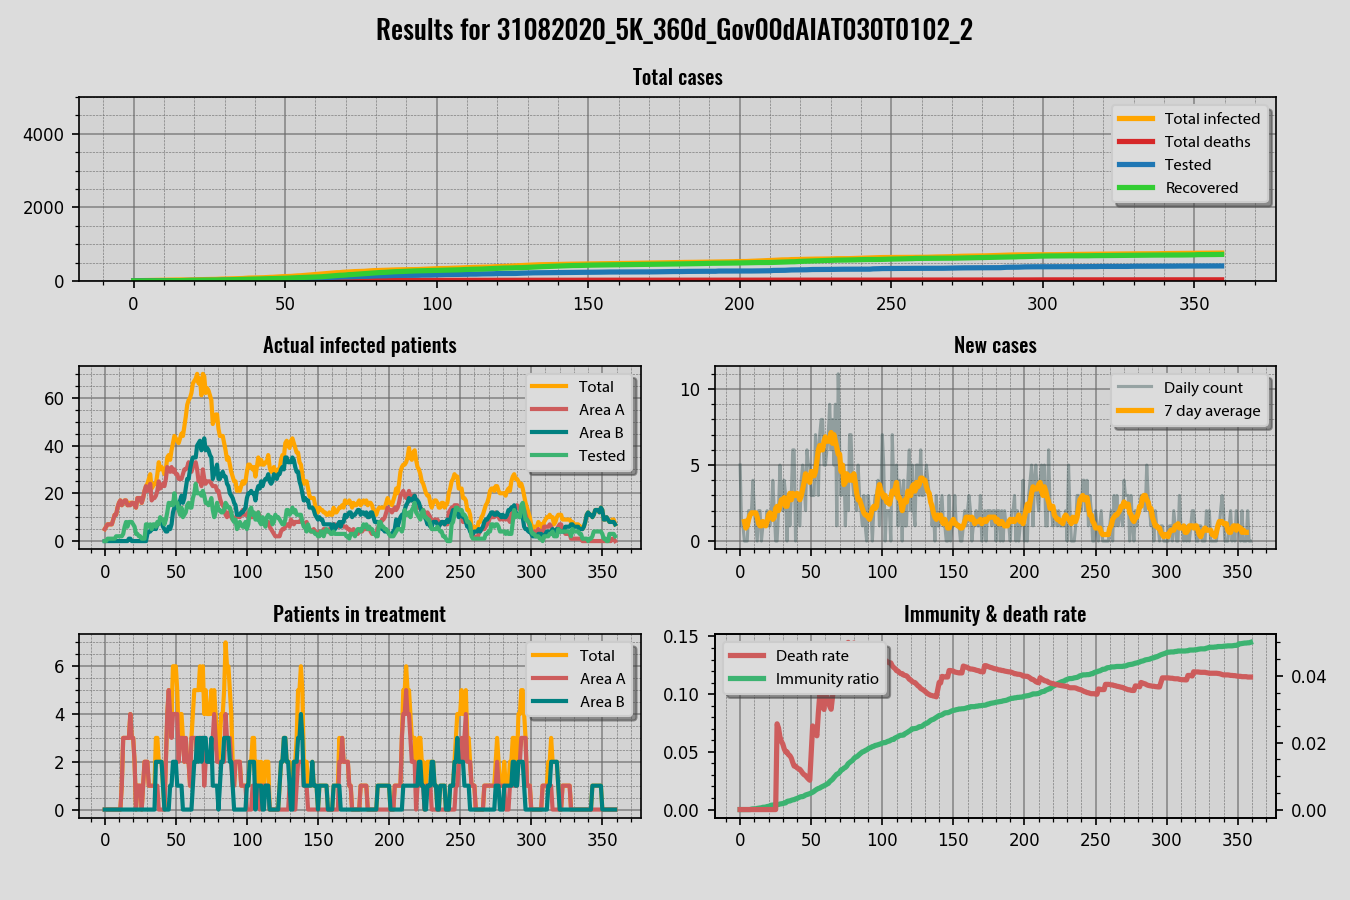 Results for 31082020_5K_360d_Gov00dAIAT030T0102_2
Total cases
4000
2000
0
0 50 100 150 200 250 300 350
Total infected
Total deaths
Tested
Recovered
Actual infected patients
60
40
20
0
0 50 100 150 200 250 300 350
Total
Area A
Area B
Tested
New cases
10
5
0
0 50 100 150 200 250 300 350
Daily count
7 day average
Patients in treatment
6
4
2
0
0 50 100 150 200 250 300 350
Total
Area A
Area B
Immunity & death rate
0.15
0.10
0.05
0.00
0 50 100 150 200 250 300 350
0.04
0.02
0.00
Death rate
Immunity ratio